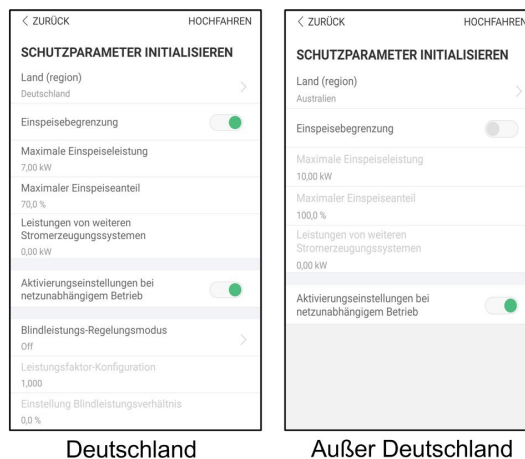 < ZURÜCK HOCHFAHREN
SCHUTZPARAMETER INITIALISIEREN
Land (region)
Deutschland
Einspeisebegrenzung
Maximale Einspeiseleistung
7,00 kW
Maximaler Einspeiseanteil
70,0 %
Leistungen von weiteren
Stromerzeugungssystemen
0,00 kW
Aktivierungseinstellungen bei
netzunabhängigem Betrieb
Blindleistungs-Regelungsmodus
Off
Leistungsfaktor-Konfiguration
1,000
Einstellung Blindleistungsverhältnis
0,0 %
Deutschland
< ZURÜCK HOCHFAHREN
SCHUTZPARAMETER INITIALISIEREN
Land (region)
Australien
Einspeisebegrenzung
Maximale Einspeiseleistung
10,00 kW
Maximaler Einspeiseanteil
100,0 %
Leistungen von weiteren
Stromerzeugungssystemen
0,00 kW
Aktivierungseinstellungen bei
netzunabhängigem Betrieb
Außer Deutschland